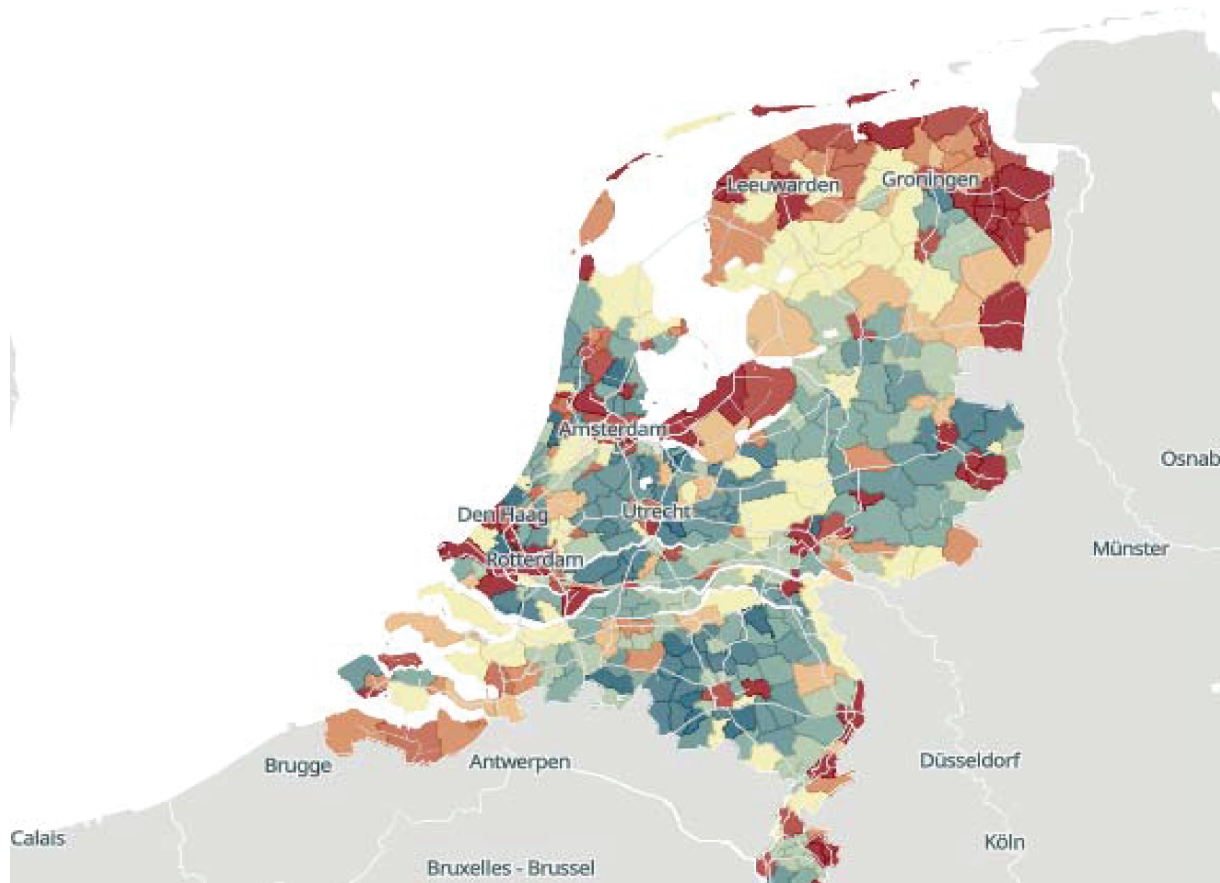 Leeuwarden
Groningen
Amsterdam
Osnab
Den Haag
Utrecht
Münster
Rotterdam
Brugge
Antwerpen
Düsseldorf
Calais
Köln
Bruxelles - Brussel